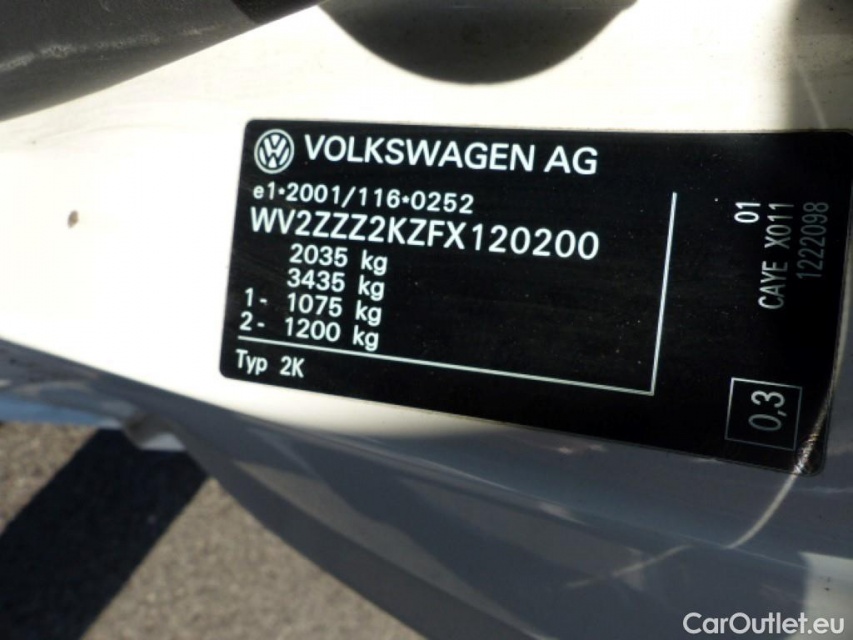 VOLKSWAGEN AG
e1*2001/116*0252
WV2ZZZ2KZFX120200
2035 kg
3435 kg
1- 1075 kg
2- 1200 kg
Typ 2K
01
CAYE X011
1222098
0,3
CarOutlet.eu